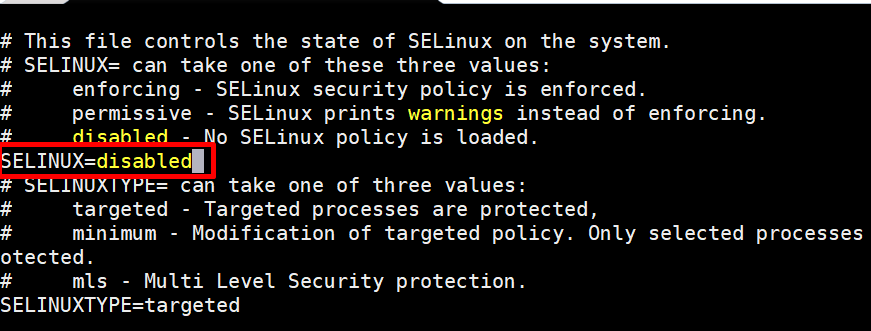 # This file controls the state of SELinux on the system.
# SELINUX= can take one of these three values:
#     enforcing - SELinux security policy is enforced.
#     permissive - SELinux prints warnings instead of enforcing.
#     disabled - No SELinux policy is loaded.
SELINUX=disabled
# SELINUXTYPE= can take one of three values:
#     targeted - Targeted processes are protected,
#     minimum - Modification of targeted policy. Only selected processes
otected.
#     mls - Multi Level Security protection.
SELINUXTYPE=targeted